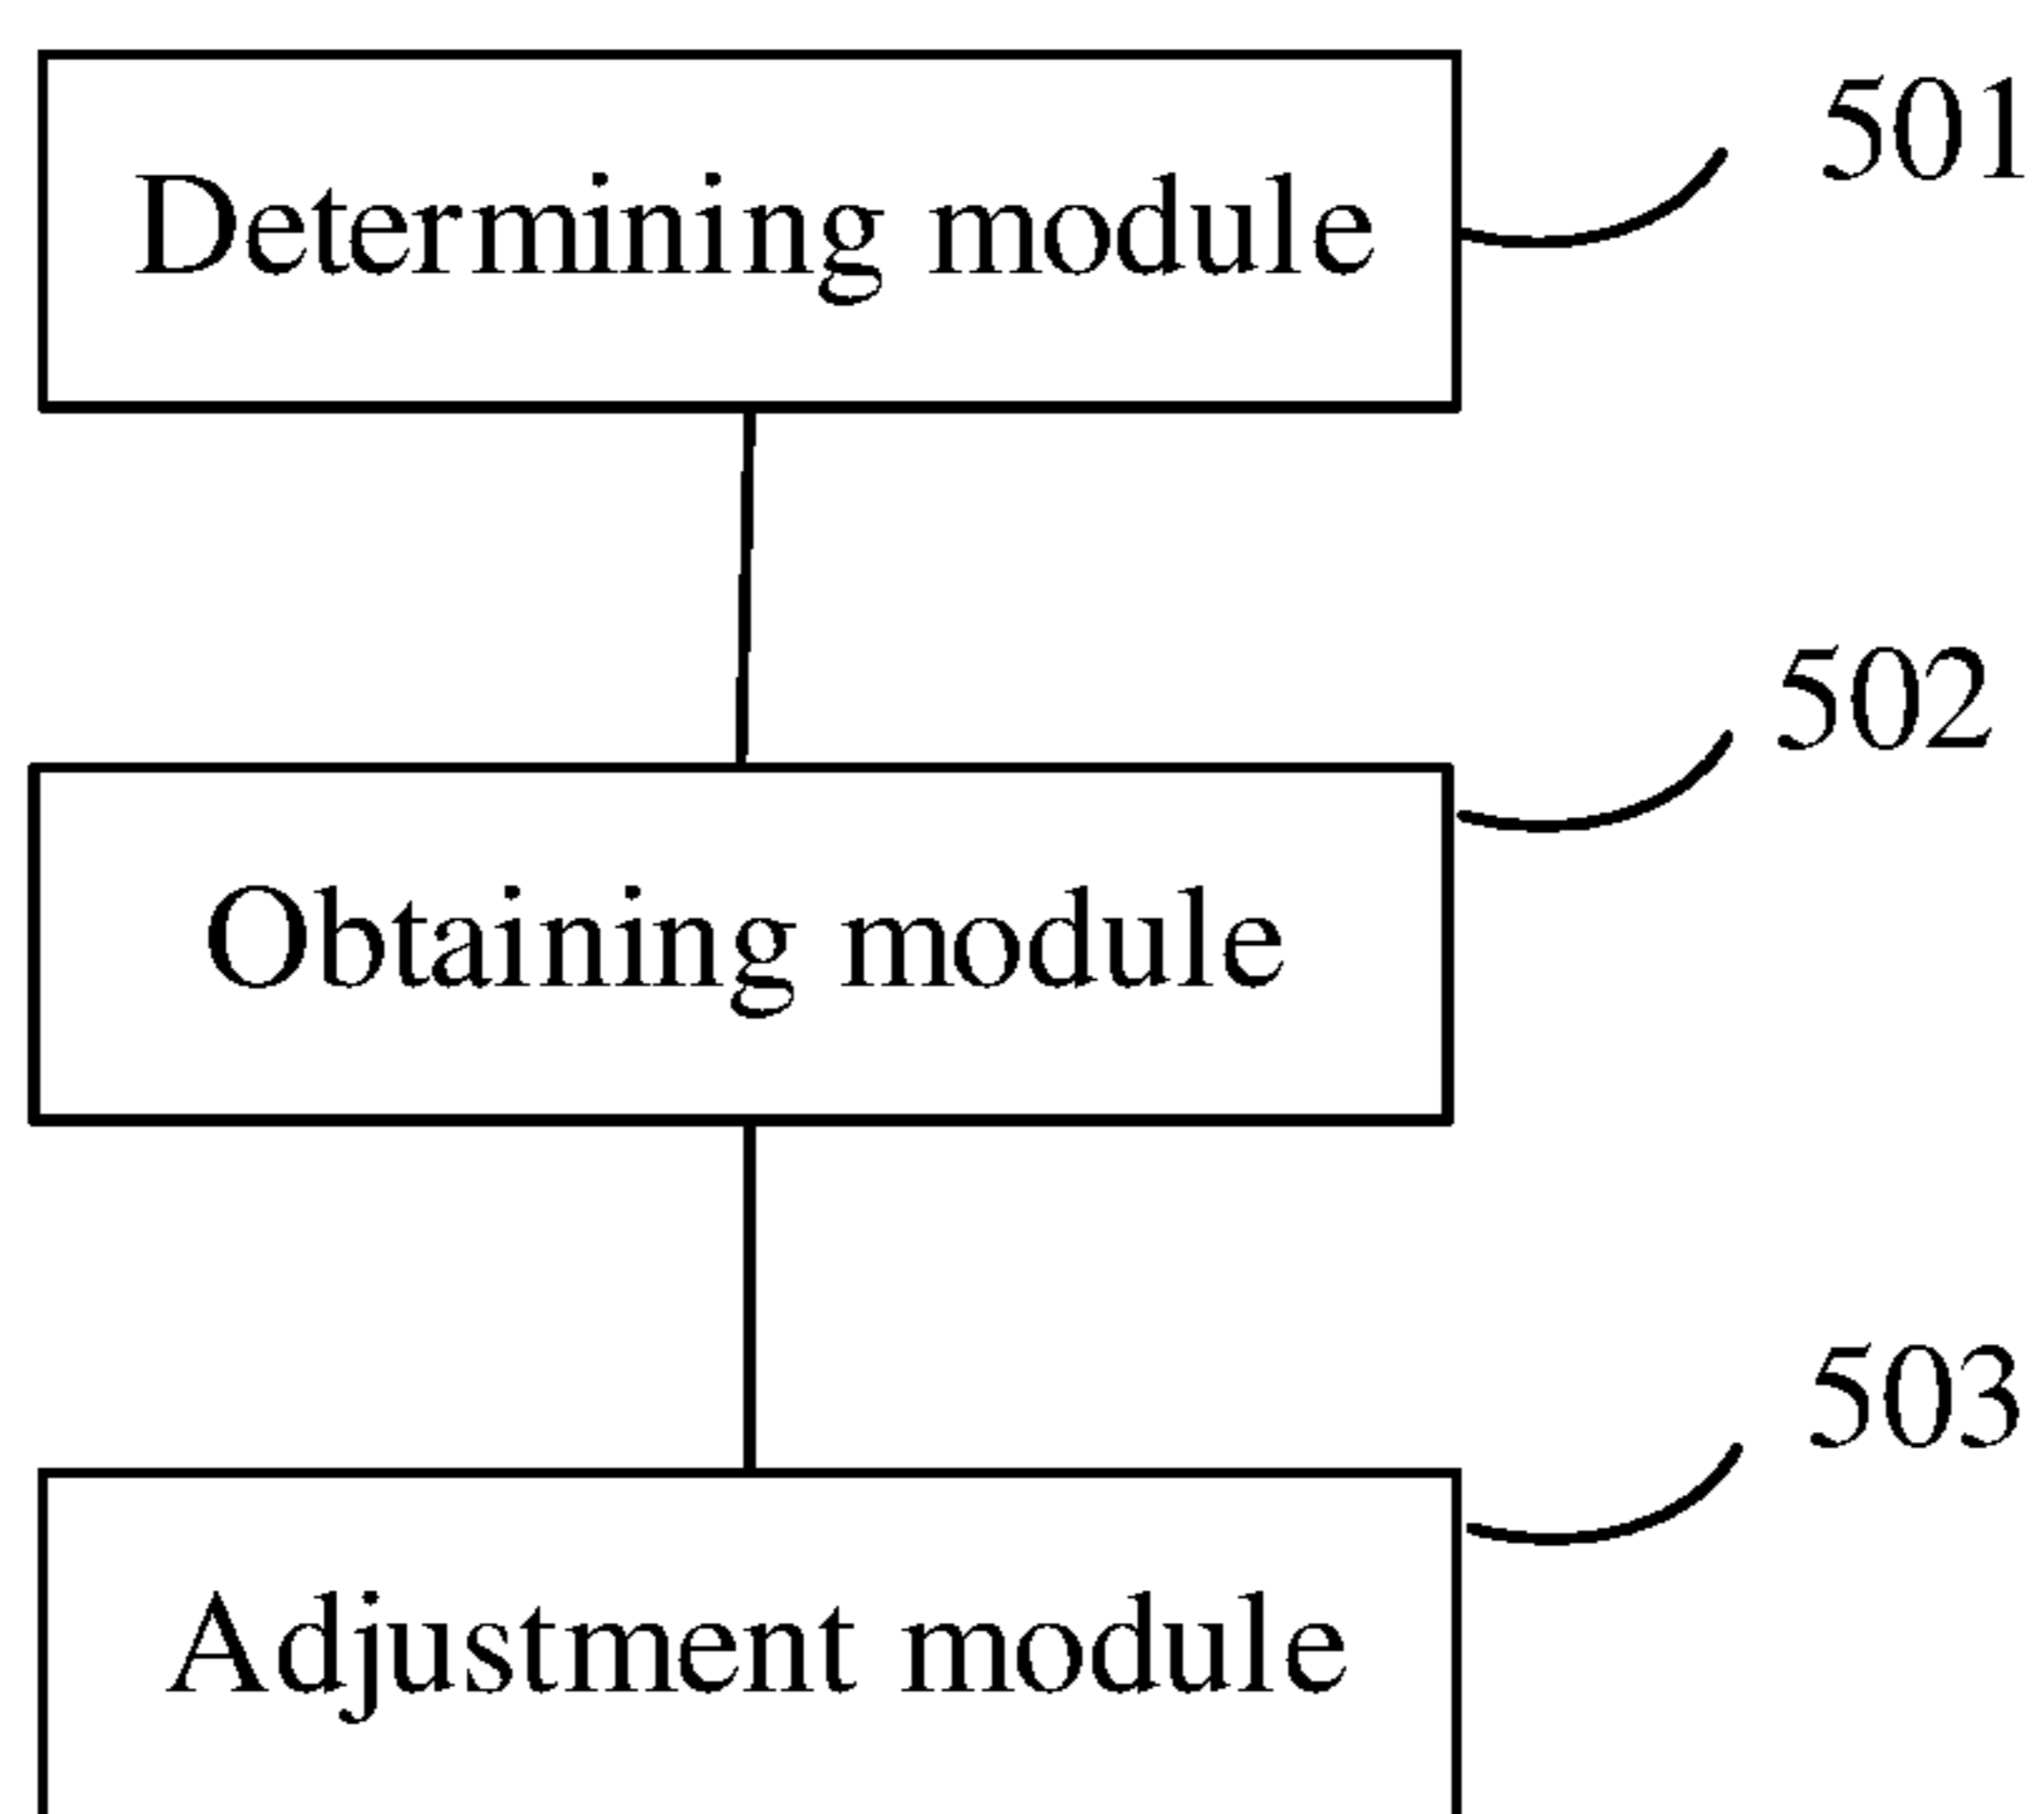 501
Determining module
502
Obtaining module
503
Adjustment module